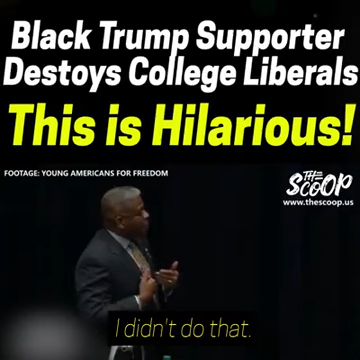 Black Trump Supporter
Destoys College Liberals
This is Hilarious!
FOOTAGE: YOUNG AMERICANS FOR FREEDOM
THE
SCOOP
www.thescoop.us
I didn't do that.